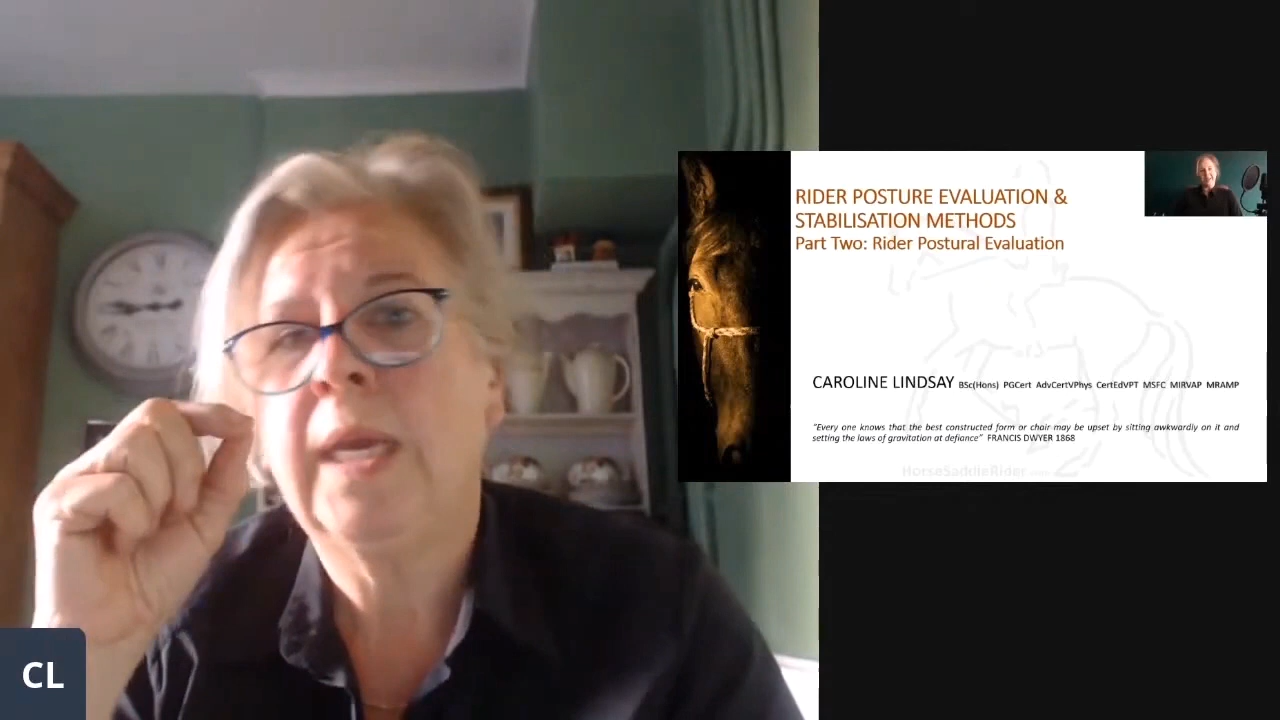 RIDER POSTURE EVALUATION &
STABILISATION METHODS
Part Two: Rider Postural Evaluation
CAROLINE LINDSAY BSc(Hons) PGCert AdvCertVPhys CertEdVPT MSFC MIRVAP MRAMP
"Every one knows that the best constructed form or chair may be upset by sitting awkwardly on it and
setting the laws of gravitation at defiance" FRANCIS DWYER 1868
HorseSaddleRider
CL